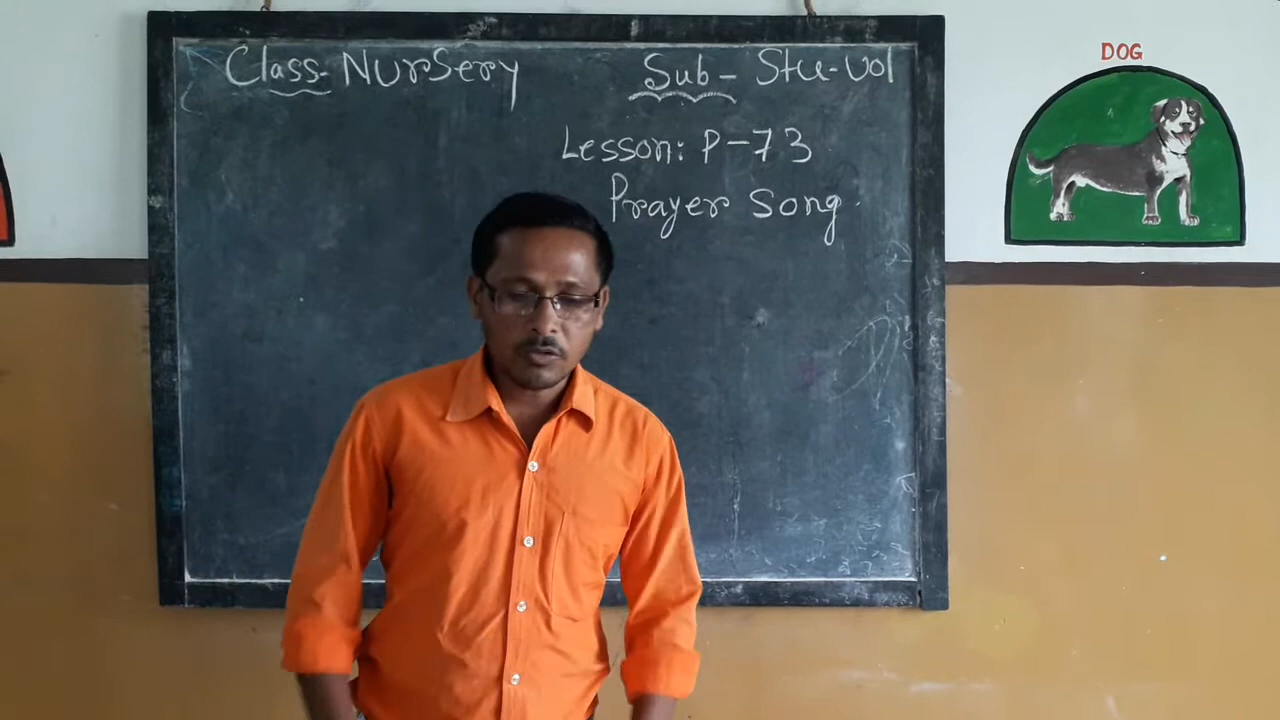 Class- Nursery
Sub- Stu-vol
Lesson: P-73
Prayer Song.
DOG